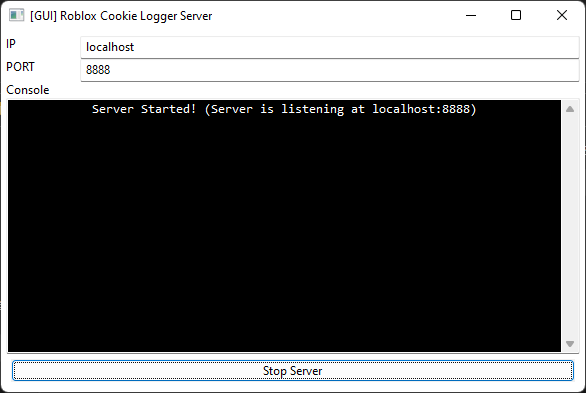 [GUI] Roblox Cookie Logger Server
IP localhost
PORT 8888
Console
Server Started! (Server is listening at localhost:8888)
Stop Server